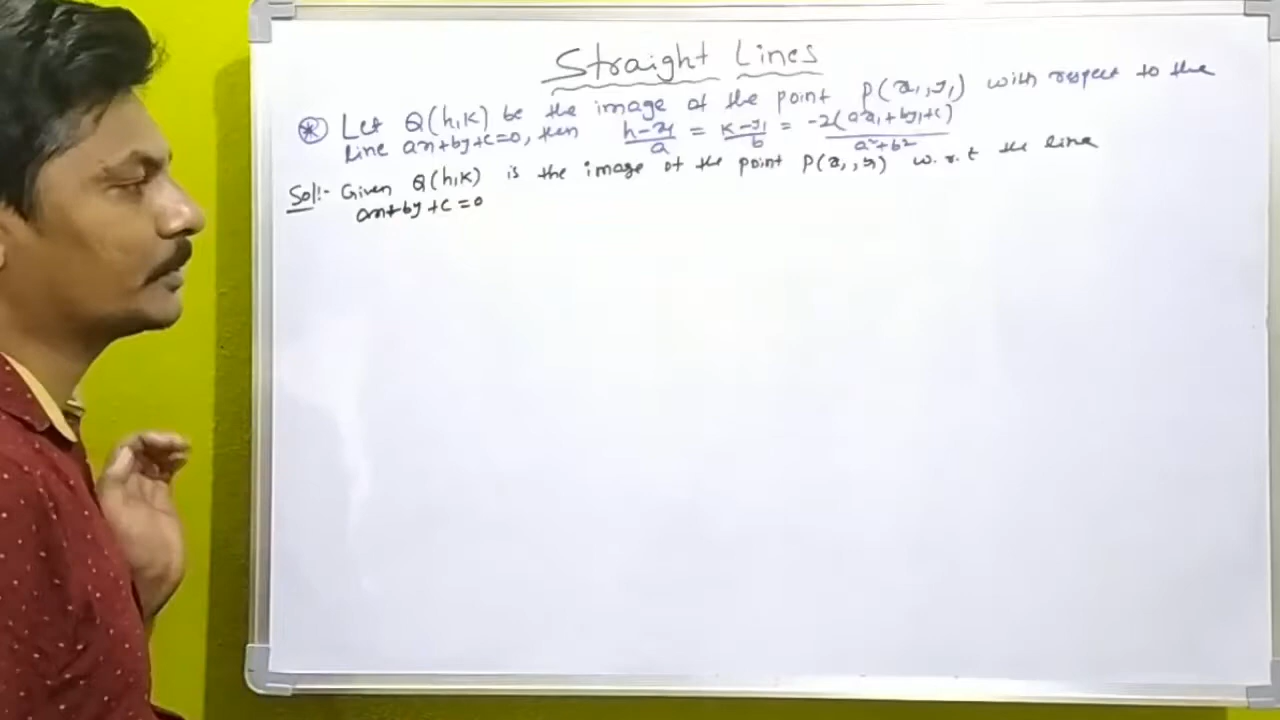 Straight Lines
Let Q(h,k) be the image of the point P(x₁,y₁) with respect to the
line ax+by+c=0, then (h-x₁)/a = (k-y₁)/b = -2(ax₁+by₁+c)/(a²+b²)
Sol:- Given Q(h,k) is the image of the point P(x₁,y₁) w.r.t the line
ax+by+c=0